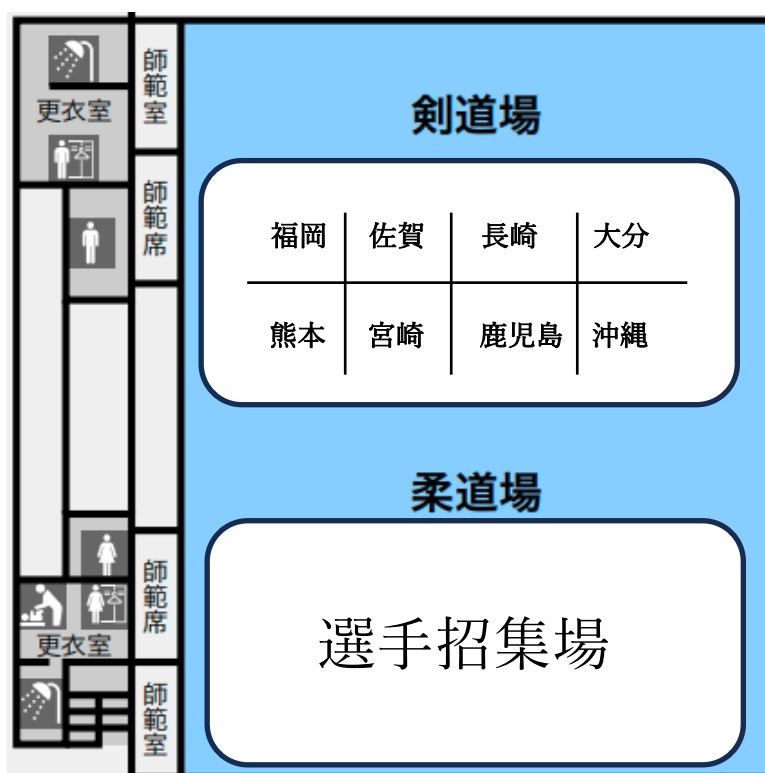 師範室
更衣室
剣道場
師範席
福岡 佐賀 長崎 大分
熊本 宮崎 鹿児島 沖縄
柔道場
師範席
更衣室
選手招集場
師範室